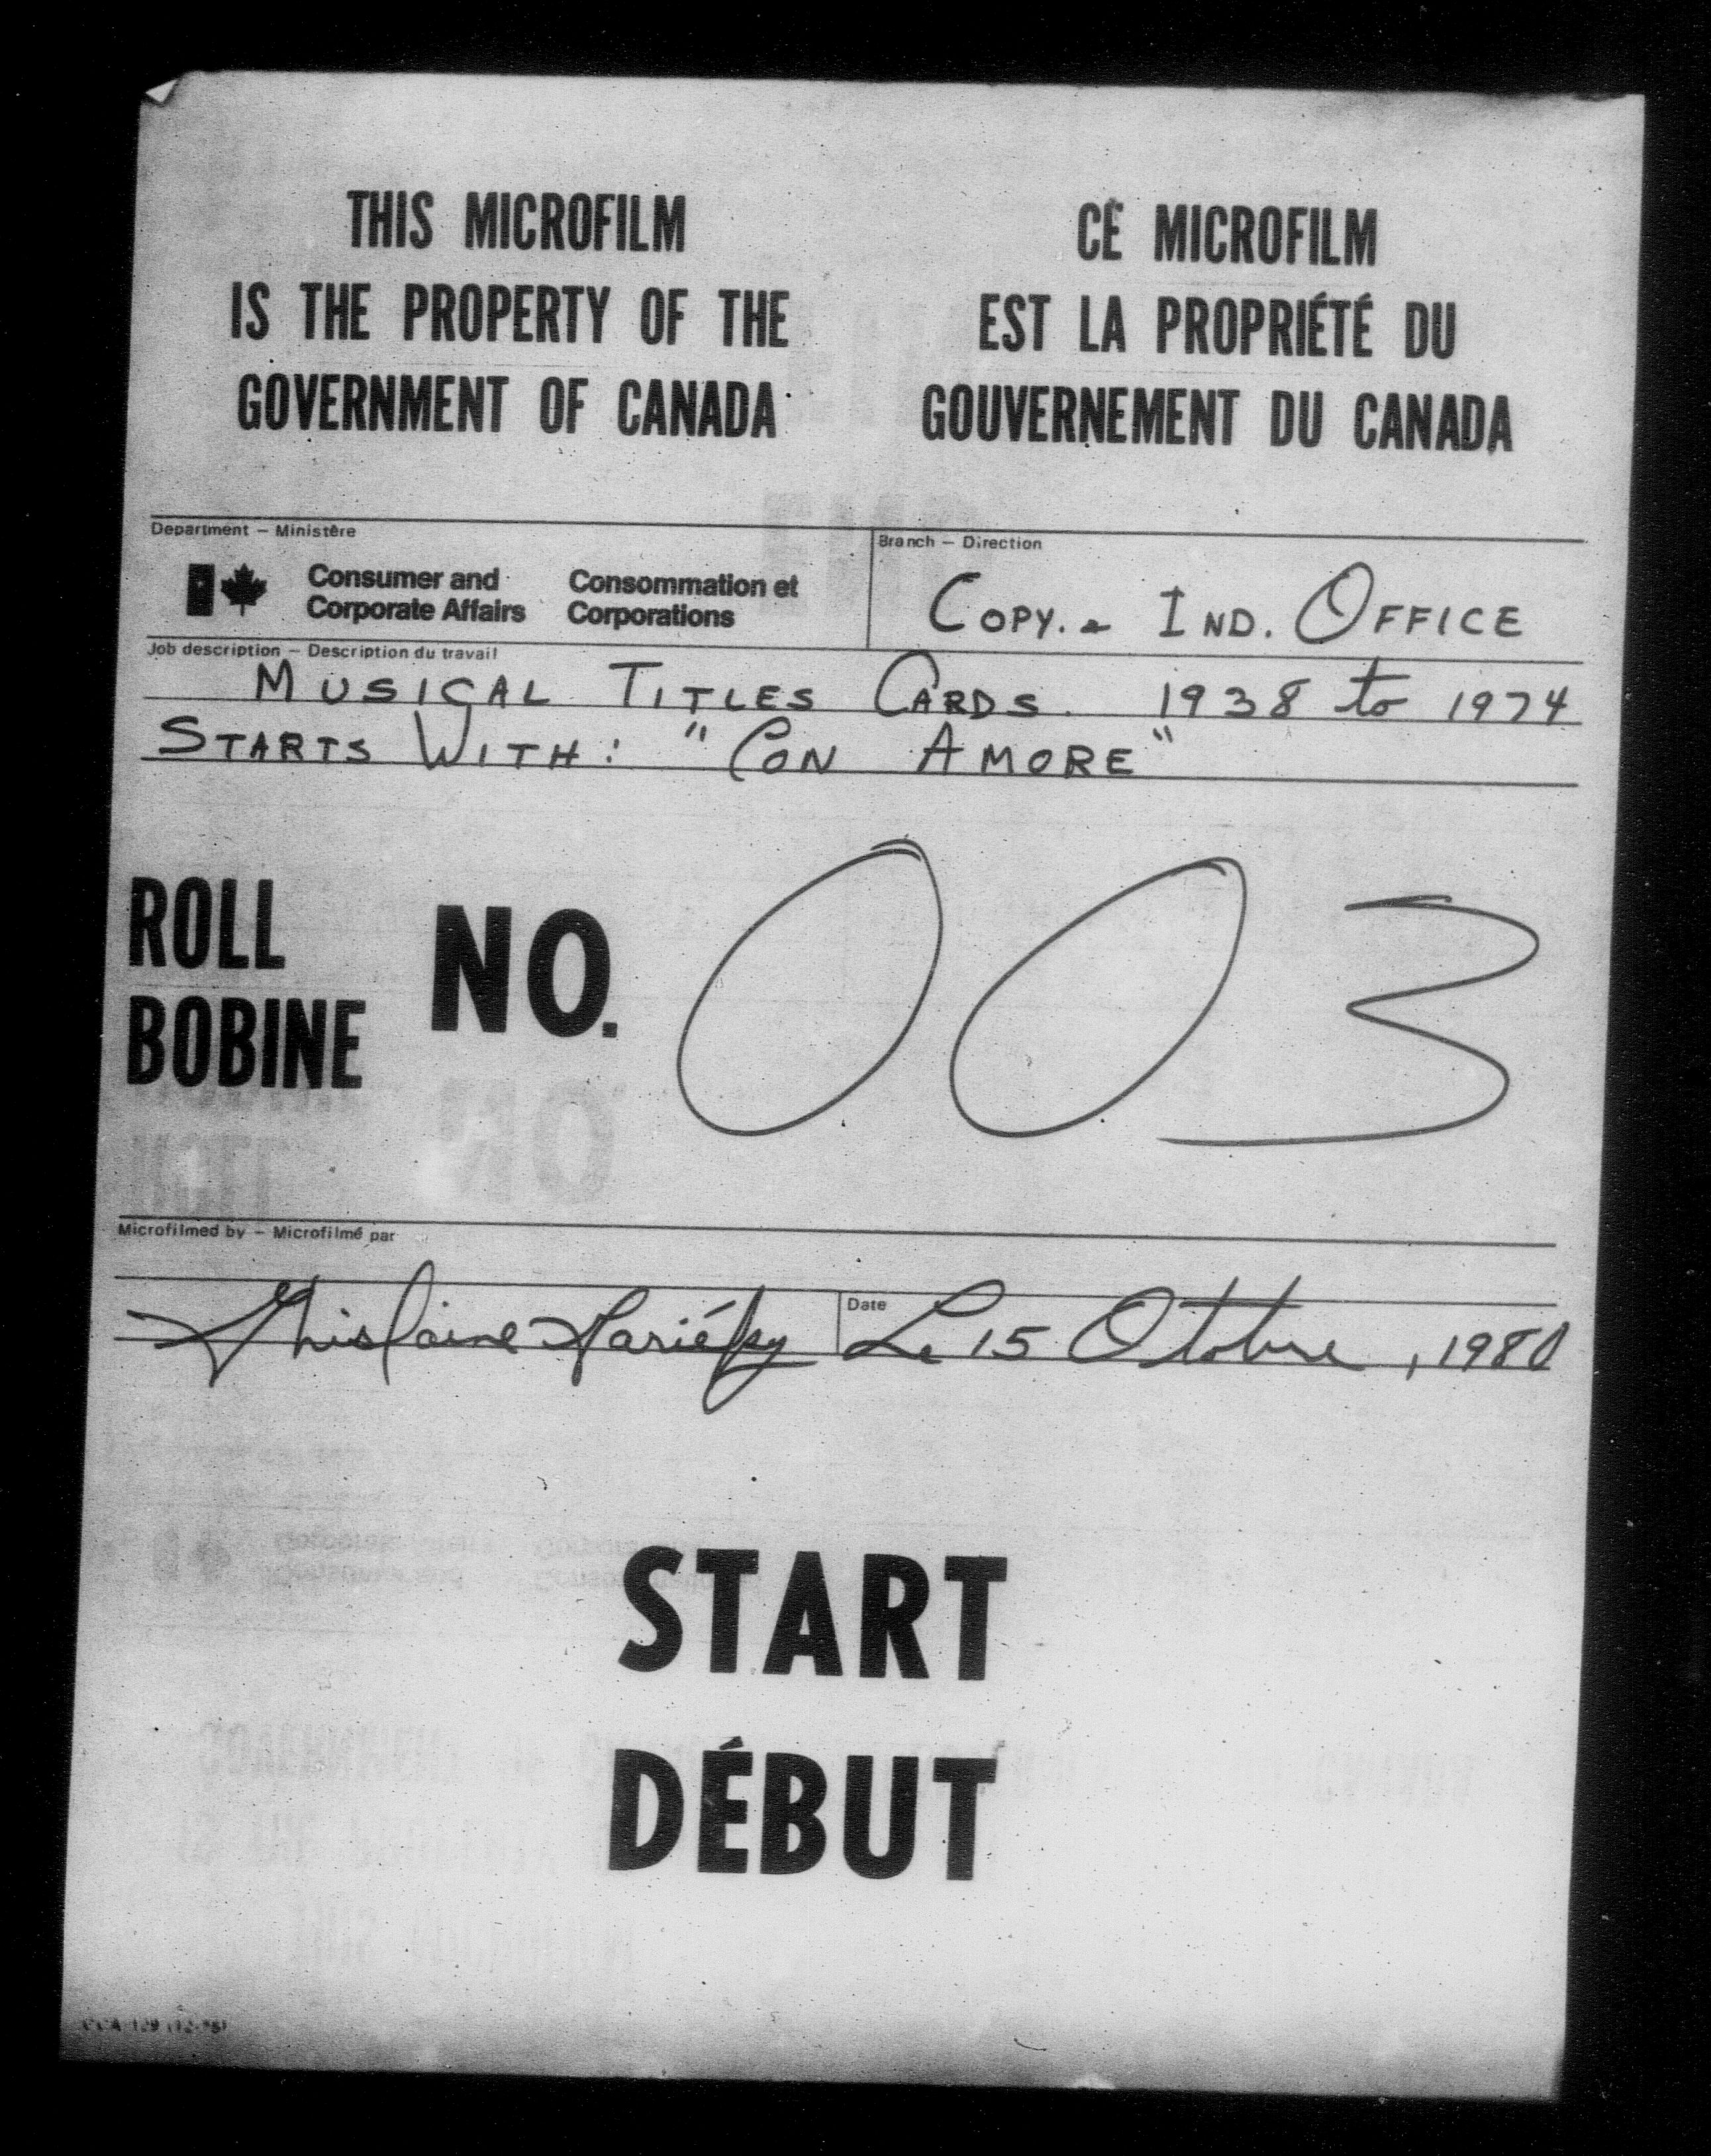 THIS MICROFILM
IS THE PROPERTY OF THE
GOVERNMENT OF CANADA
CE MICROFILM
EST LA PROPRIÉTÉ DU
GOUVERNEMENT DU CANADA
Department – Ministère
Consumer and
Corporate Affairs
Consommation et
Corporations
Branch – Direction
COPY. & IND. OFFICE
Job description – Description du travail
MUSICAL TITLES CARDS. 1938 to 1974
STARTS WITH: "CON AMORE"
ROLL
BOBINE
NO. 003
Microfilmed by – Microfilmé par
Ghislaine Gariépy
Date
Le 15 Octobre, 1980
START
DÉBUT